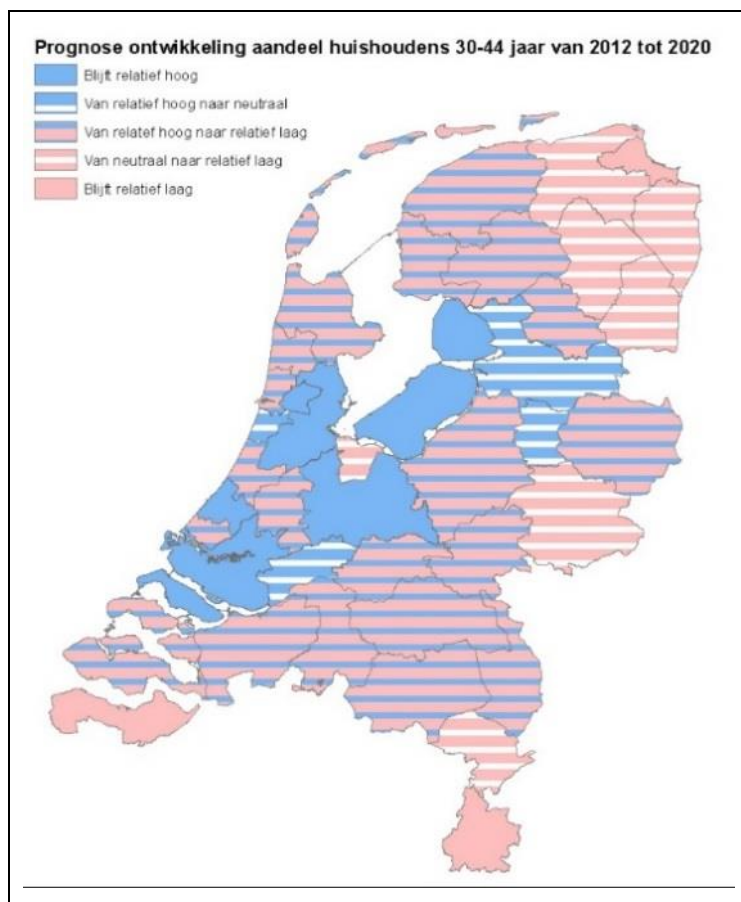 Prognose ontwikkeling aandeel huishoudens 30-44 jaar van 2012 tot 2020
Blijft relatief hoog
Van relatief hoog naar neutraal
Van relatef hoog naar relatief laag
Van neutraal naar relatief laag
Blijft relatief laag